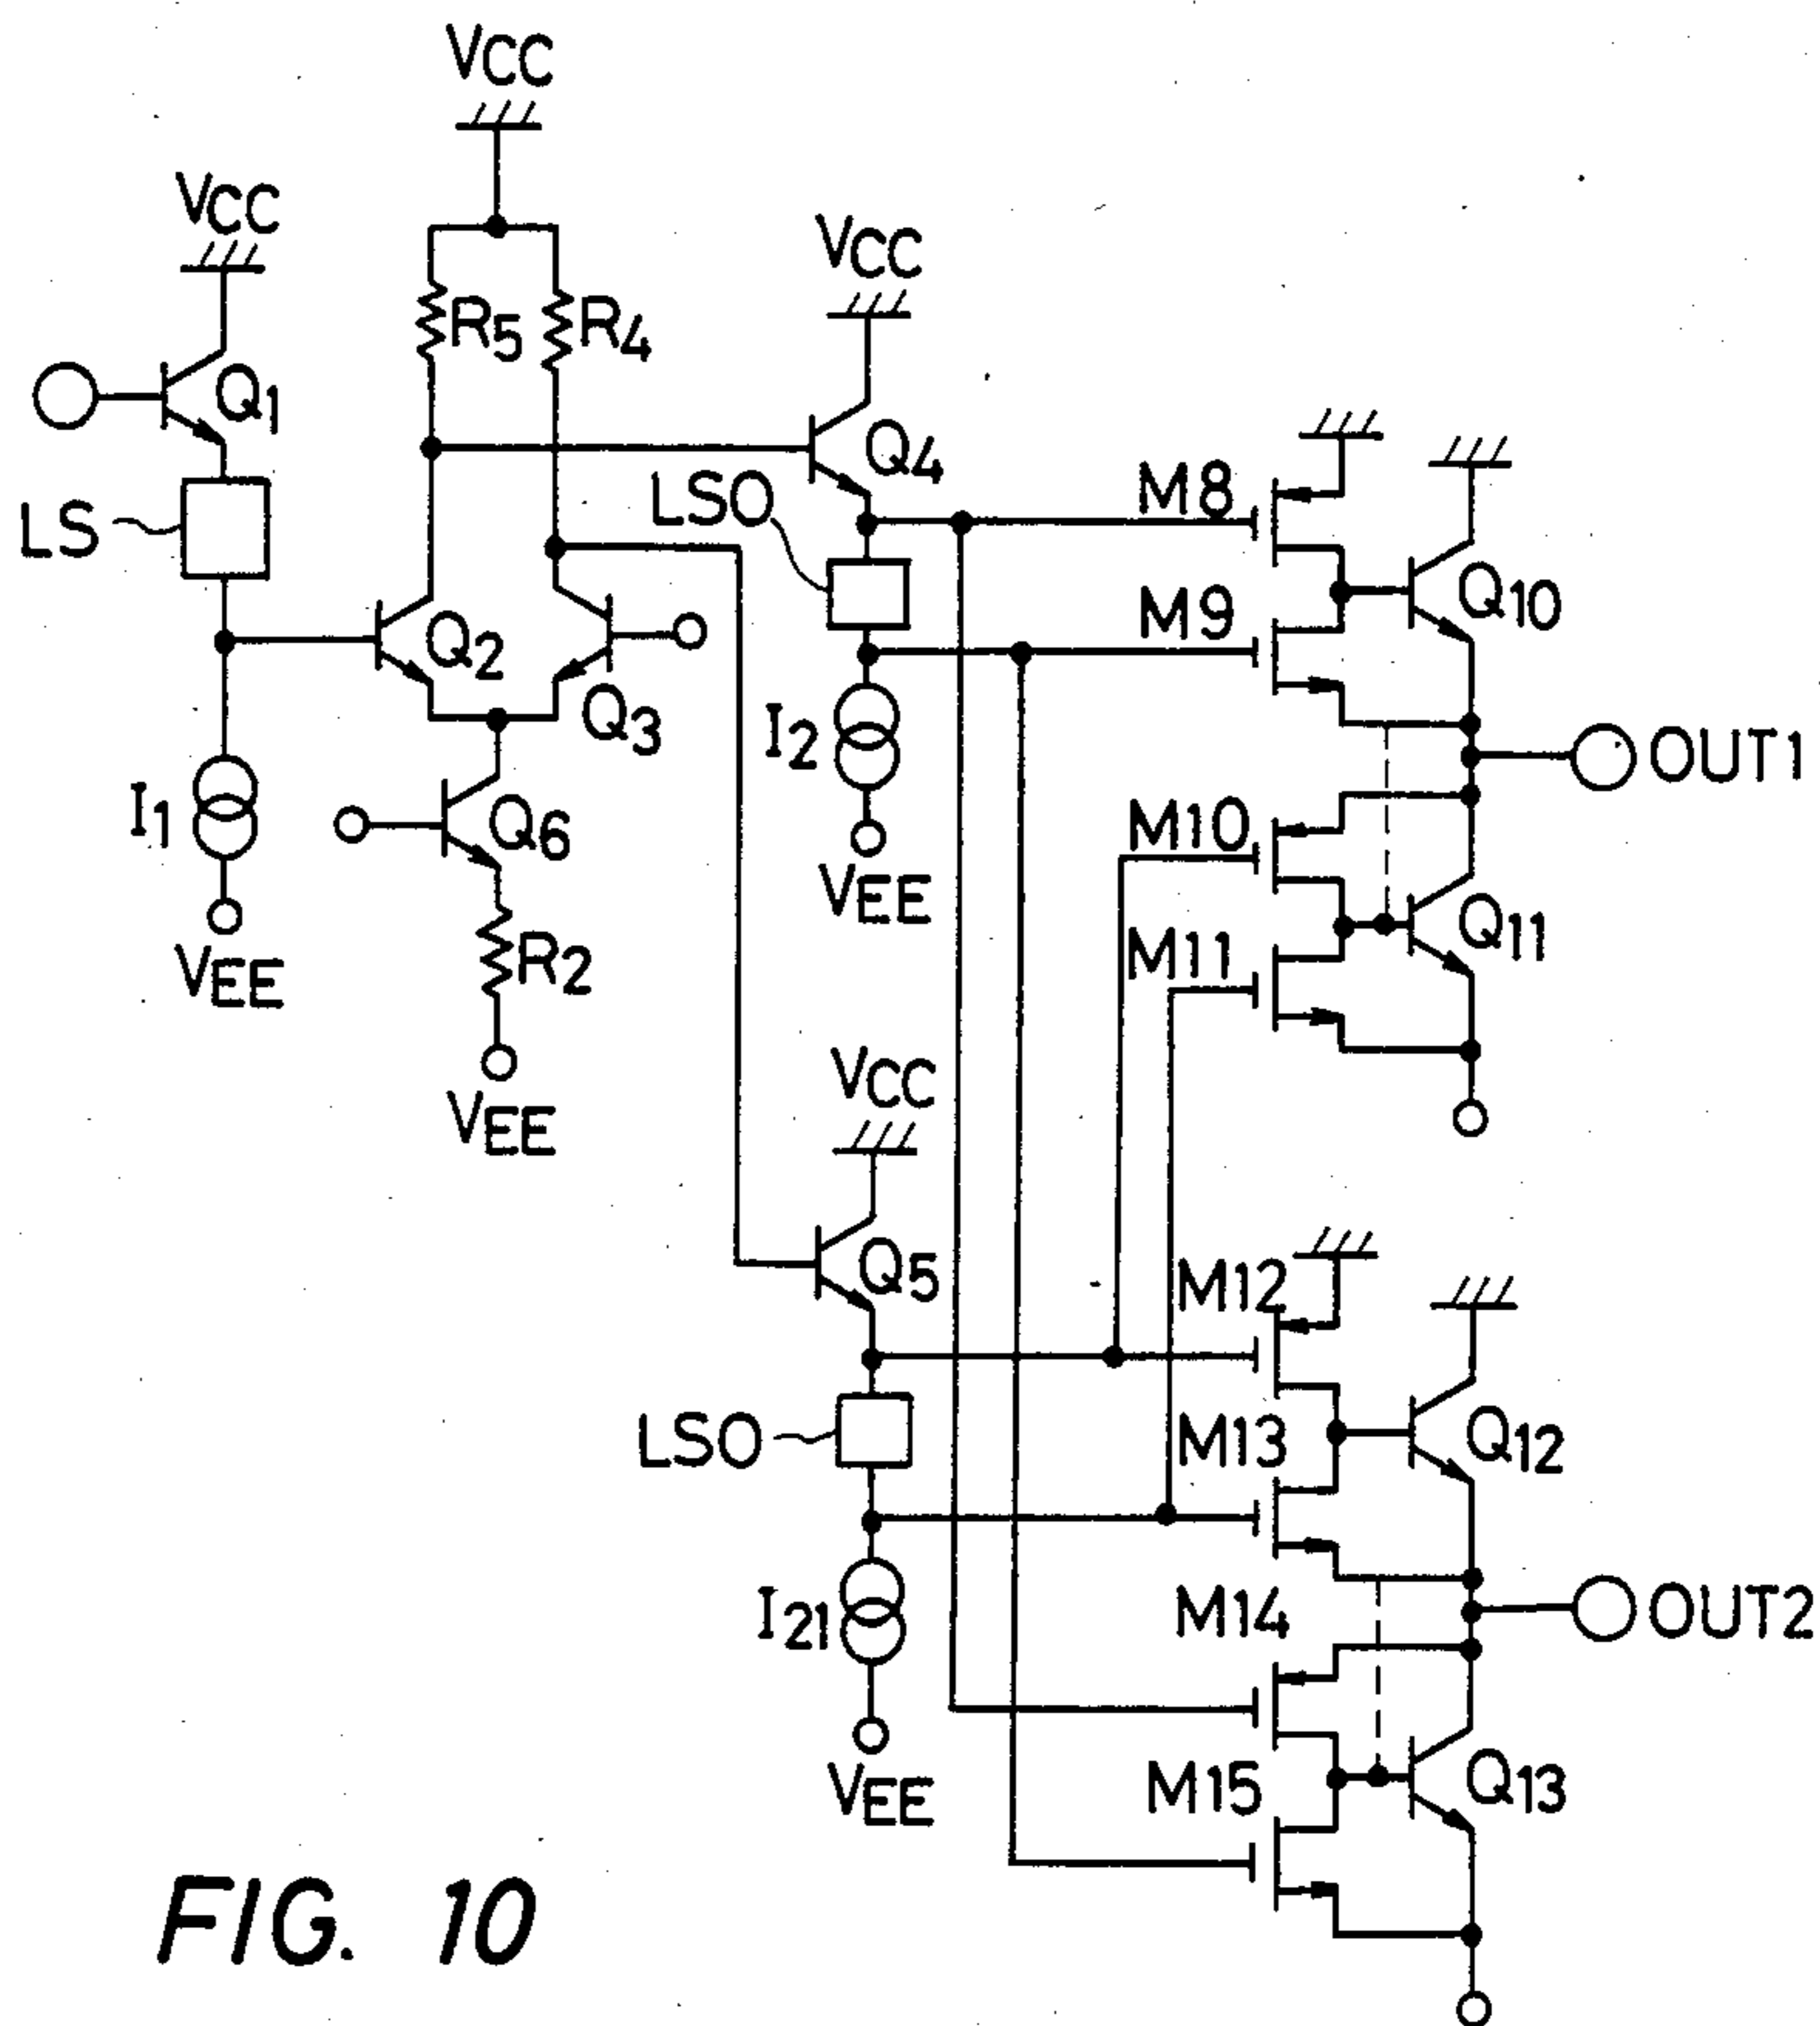 VCC
VCC
VCC
R5
R4
Q1
Q4
LS
LSO
M8
Q10
M9
Q2
Q3
I2
OUT1
I1
Q6
M10
VEE
Q11
R2
M11
VEE
VEE
VCC
Q5
M12
LSO
M13
Q12
I21
M14
OUT2
VEE
M15
Q13
FIG. 10